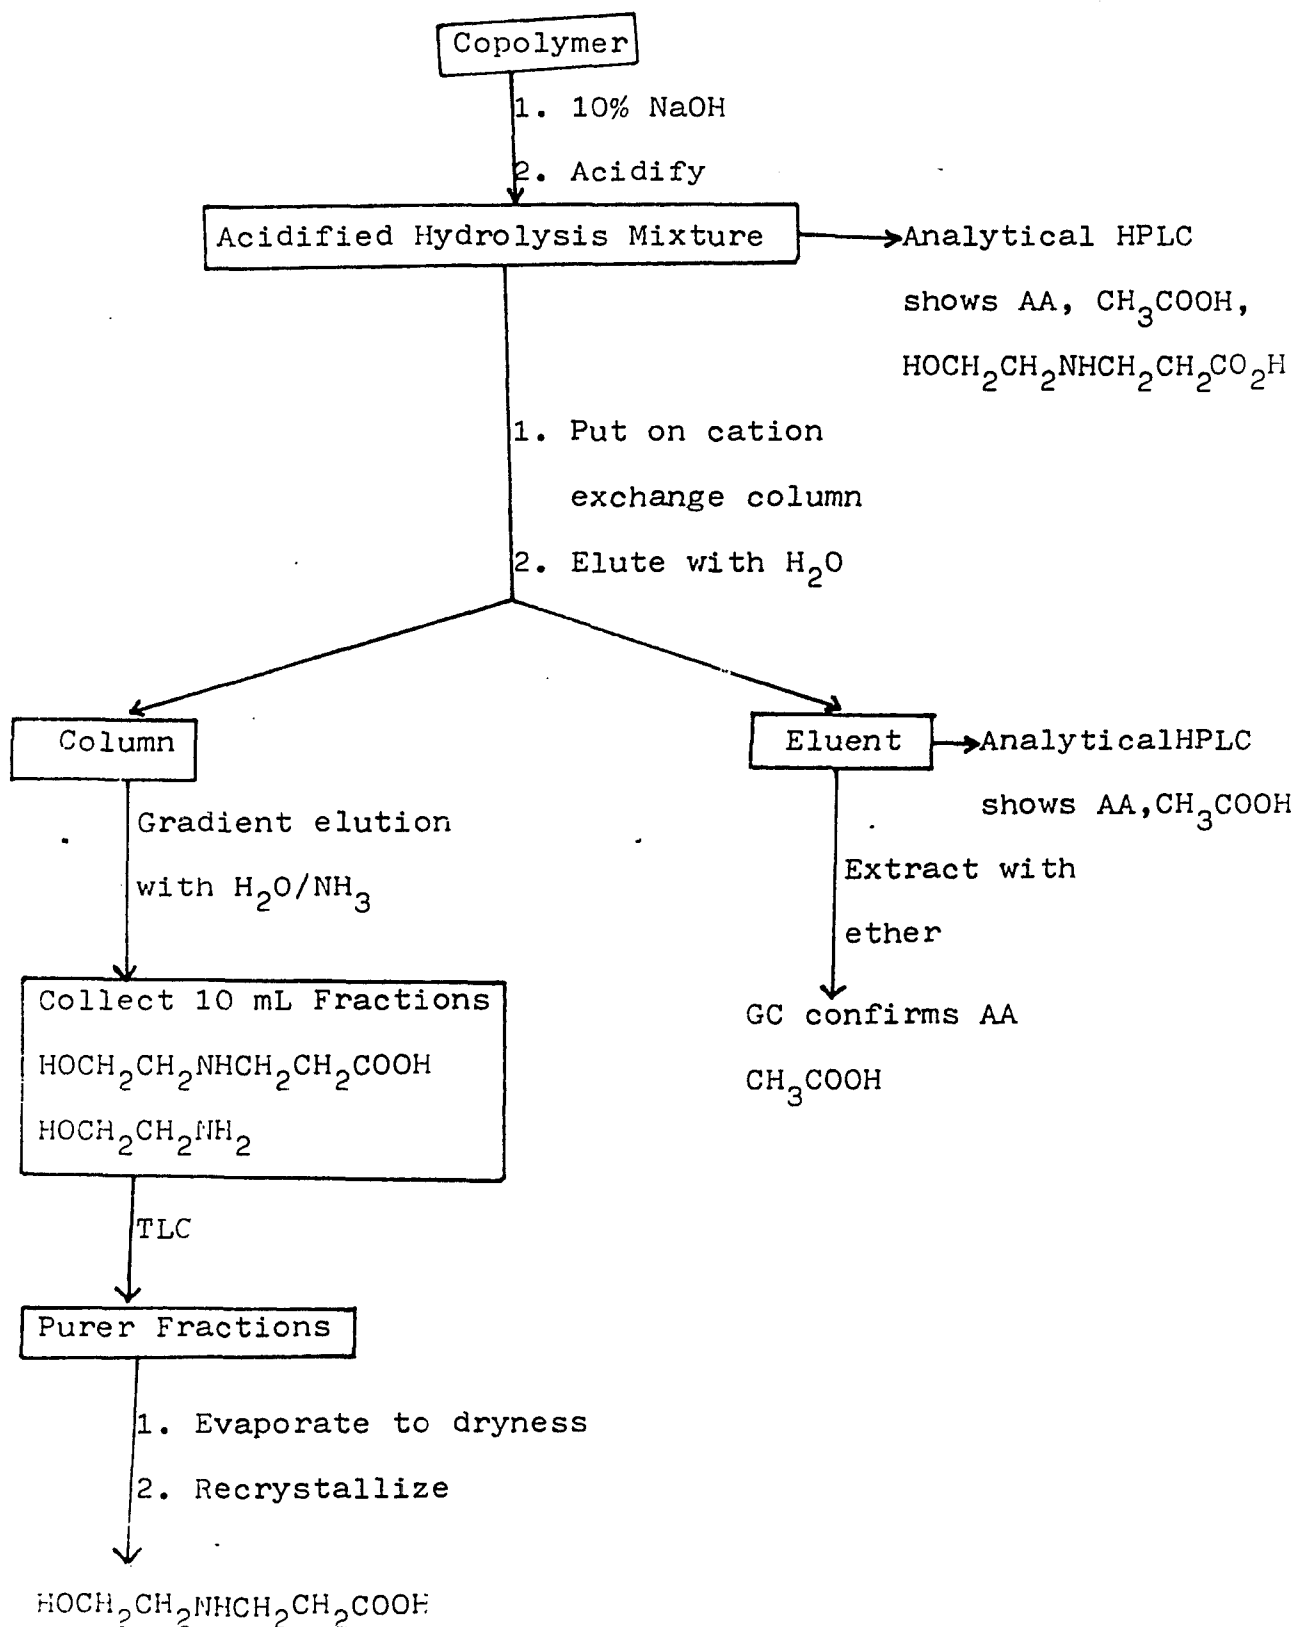 Copolymer
1. 10% NaOH
2. Acidify
Acidified Hydrolysis Mixture
Analytical HPLC
shows AA, CH₃COOH,
HOCH₂CH₂NHCH₂CH₂CO₂H
1. Put on cation
exchange column
2. Elute with H₂O
Column
Eluent
AnalyticalHPLC
shows AA,CH₃COOH
Gradient elution
with H₂O/NH₃
Extract with
ether
Collect 10 mL Fractions
HOCH₂CH₂NHCH₂CH₂COOH
HOCH₂CH₂NH₂
GC confirms AA
CH₃COOH
TLC
Purer Fractions
1. Evaporate to dryness
2. Recrystallize
HOCH₂CH₂NHCH₂CH₂COOH